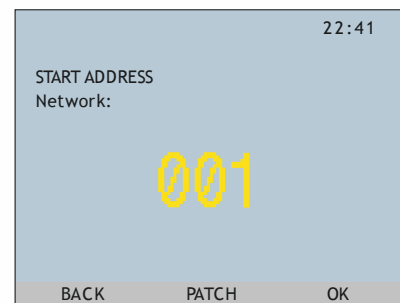 22:41
START ADDRESS
Network:
001
BACK PATCH OK